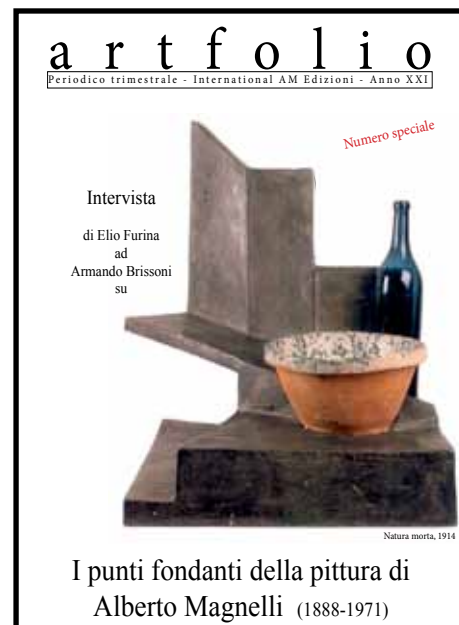 artfolio
Periodico trimestrale - International AM Edizioni - Anno XXI
Numero speciale
Intervista
di Elio Furina
ad
Armando Brissoni
su
Natura morta, 1914
I punti fondanti della pittura di
Alberto Magnelli (1888-1971)